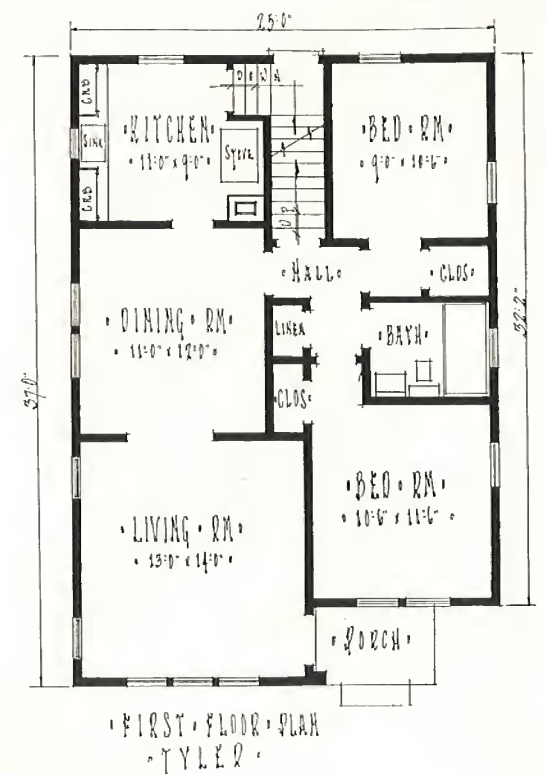 25'-0"
DOWN
CRB
KITCHEN
11'-0" x 9'-0"
SINK
STOVE
CRB
UP
BED RM
9'-0" x 10'-6"
HALL
CLOS
DINING RM
11'-0" x 12'-0"
LINEN
BATH
CLOS
37'-0"
32'-2"
BED RM
10'-6" x 11'-6"
LIVING RM
13'-0" x 14'-0"
PORCH
FIRST FLOOR PLAN
TYLER